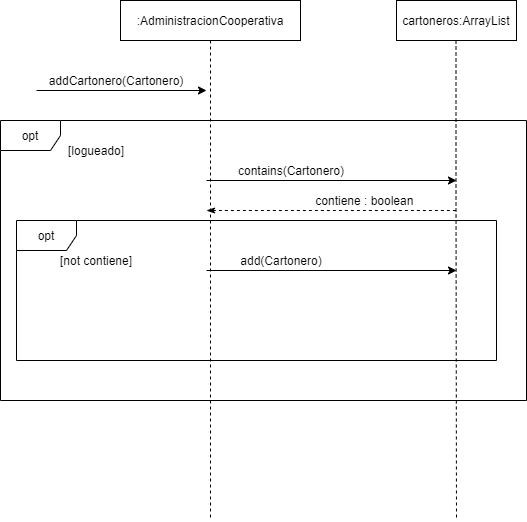 :AdministracionCooperativa
cartoneros:ArrayList
addCartonero(Cartonero)
opt
[logueado]
contains(Cartonero)
contiene : boolean
opt
[not contiene]
add(Cartonero)